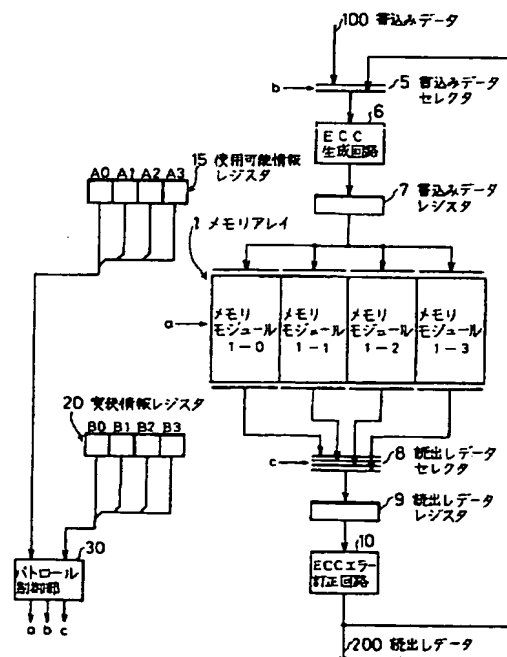 100 書込みデータ
b
5 書込みデータ
セレクタ
6
ECC
生成回路
A0 A1 A2 A3
15 使用可能情報
レジスタ
7 書込みデータ
レジスタ
1 メモリアレイ
a
メモリ
モジュール
1-0
メモリ
モジュール
1-1
メモリ
モジュール
1-2
メモリ
モジュール
1-3
20 実状情報レジスタ
B0 B1 B2 B3
c
8 読出しデータ
セレクタ
9 読出しデータ
レジスタ
10
ECCエラー
訂正回路
30
パトロール
制御部
a b c
200 読出しデータ